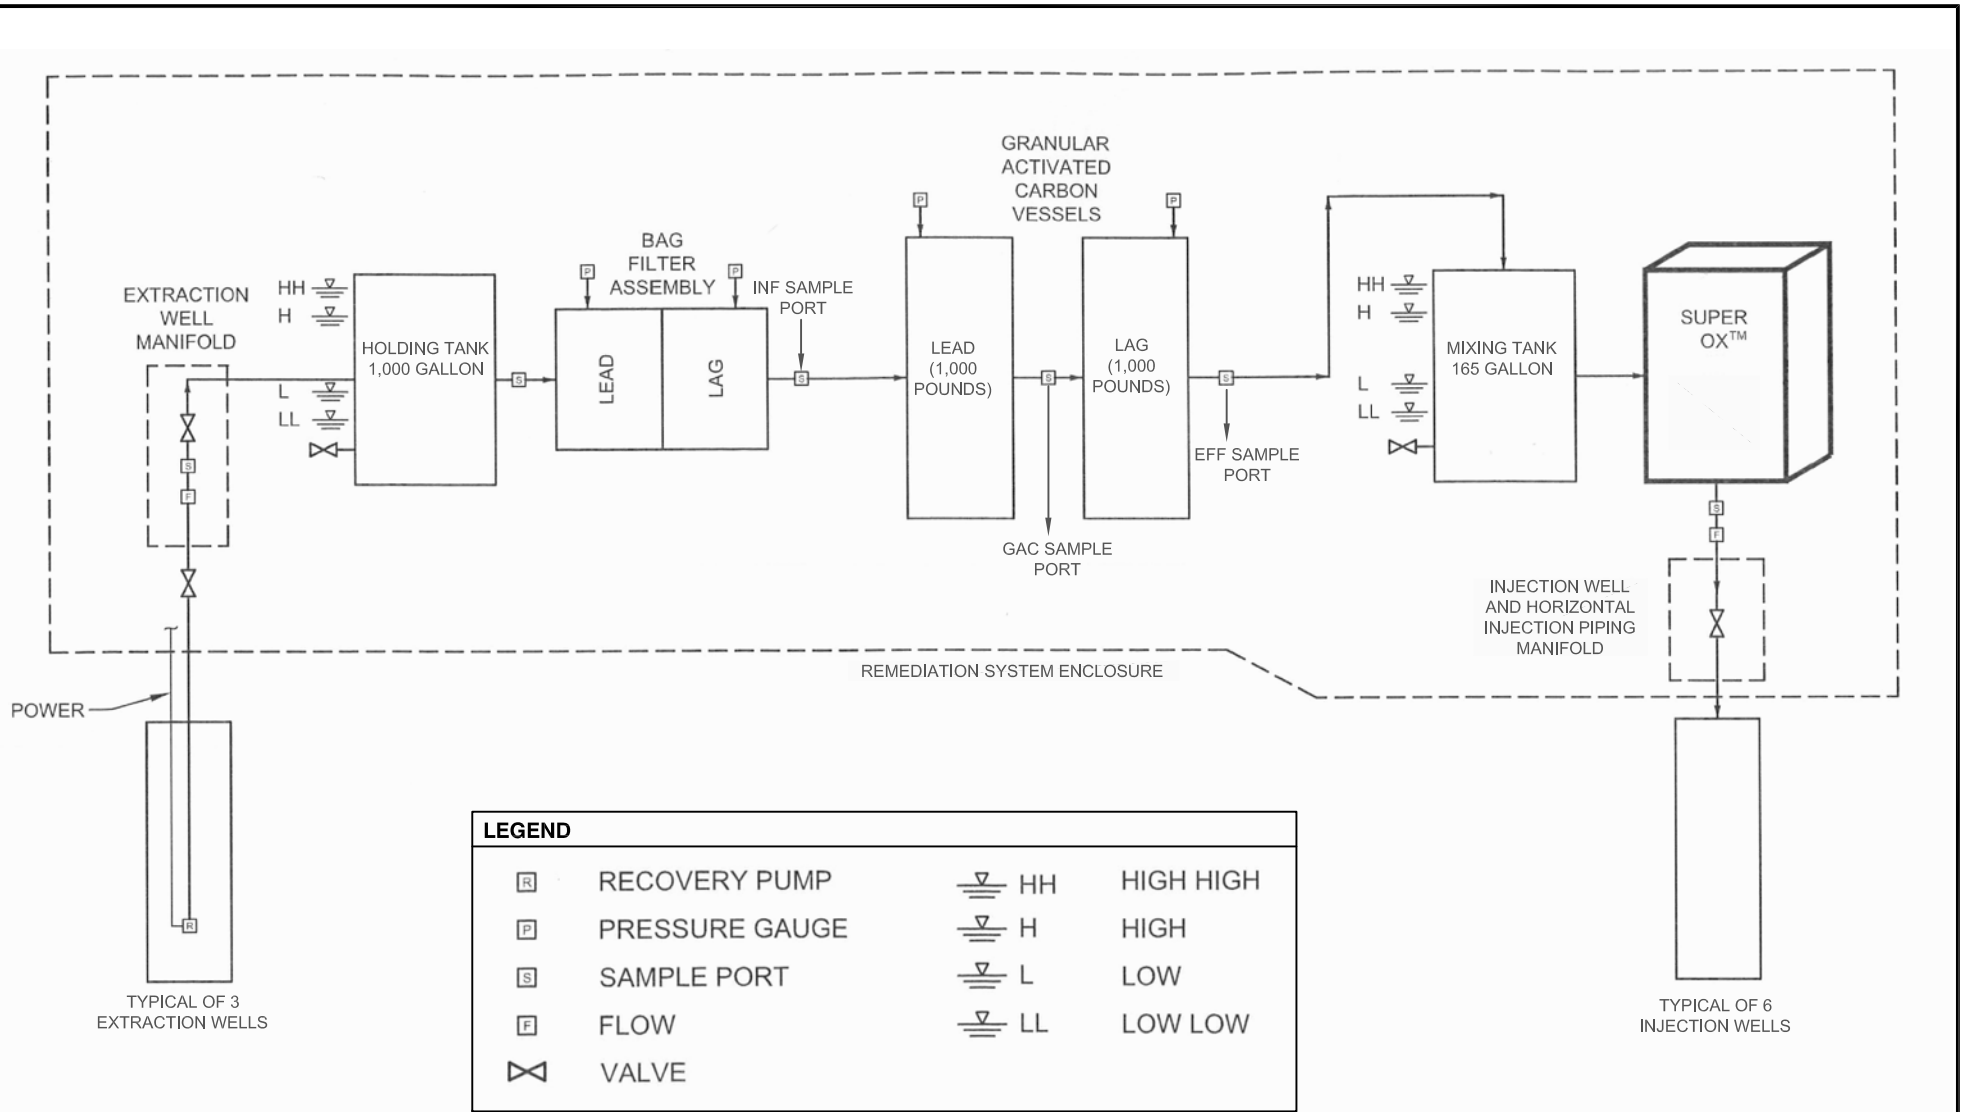 GRANULAR
ACTIVATED
CARBON
VESSELS
P
P
BAG
FILTER
ASSEMBLY
P
P
INF SAMPLE
PORT
EXTRACTION
WELL
MANIFOLD
HH
H
L
LL
HOLDING TANK
1,000 GALLON
S
F
S
LEAD
LAG
S
LEAD
(1,000
POUNDS)
S
GAC SAMPLE
PORT
LAG
(1,000
POUNDS)
S
EFF SAMPLE
PORT
HH
H
L
LL
MIXING TANK
165 GALLON
SUPER
OX™
S
F
INJECTION WELL
AND HORIZONTAL
INJECTION PIPING
MANIFOLD
REMEDIATION SYSTEM ENCLOSURE
POWER
R
TYPICAL OF 3
EXTRACTION WELLS
TYPICAL OF 6
INJECTION WELLS
LEGEND
R RECOVERY PUMP
P PRESSURE GAUGE
S SAMPLE PORT
F FLOW
VALVE
HH HIGH HIGH
H HIGH
L LOW
LL LOW LOW